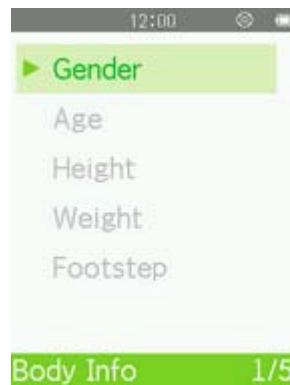 12:00
Gender
Age
Height
Weight
Footstep
Body Info 1/5